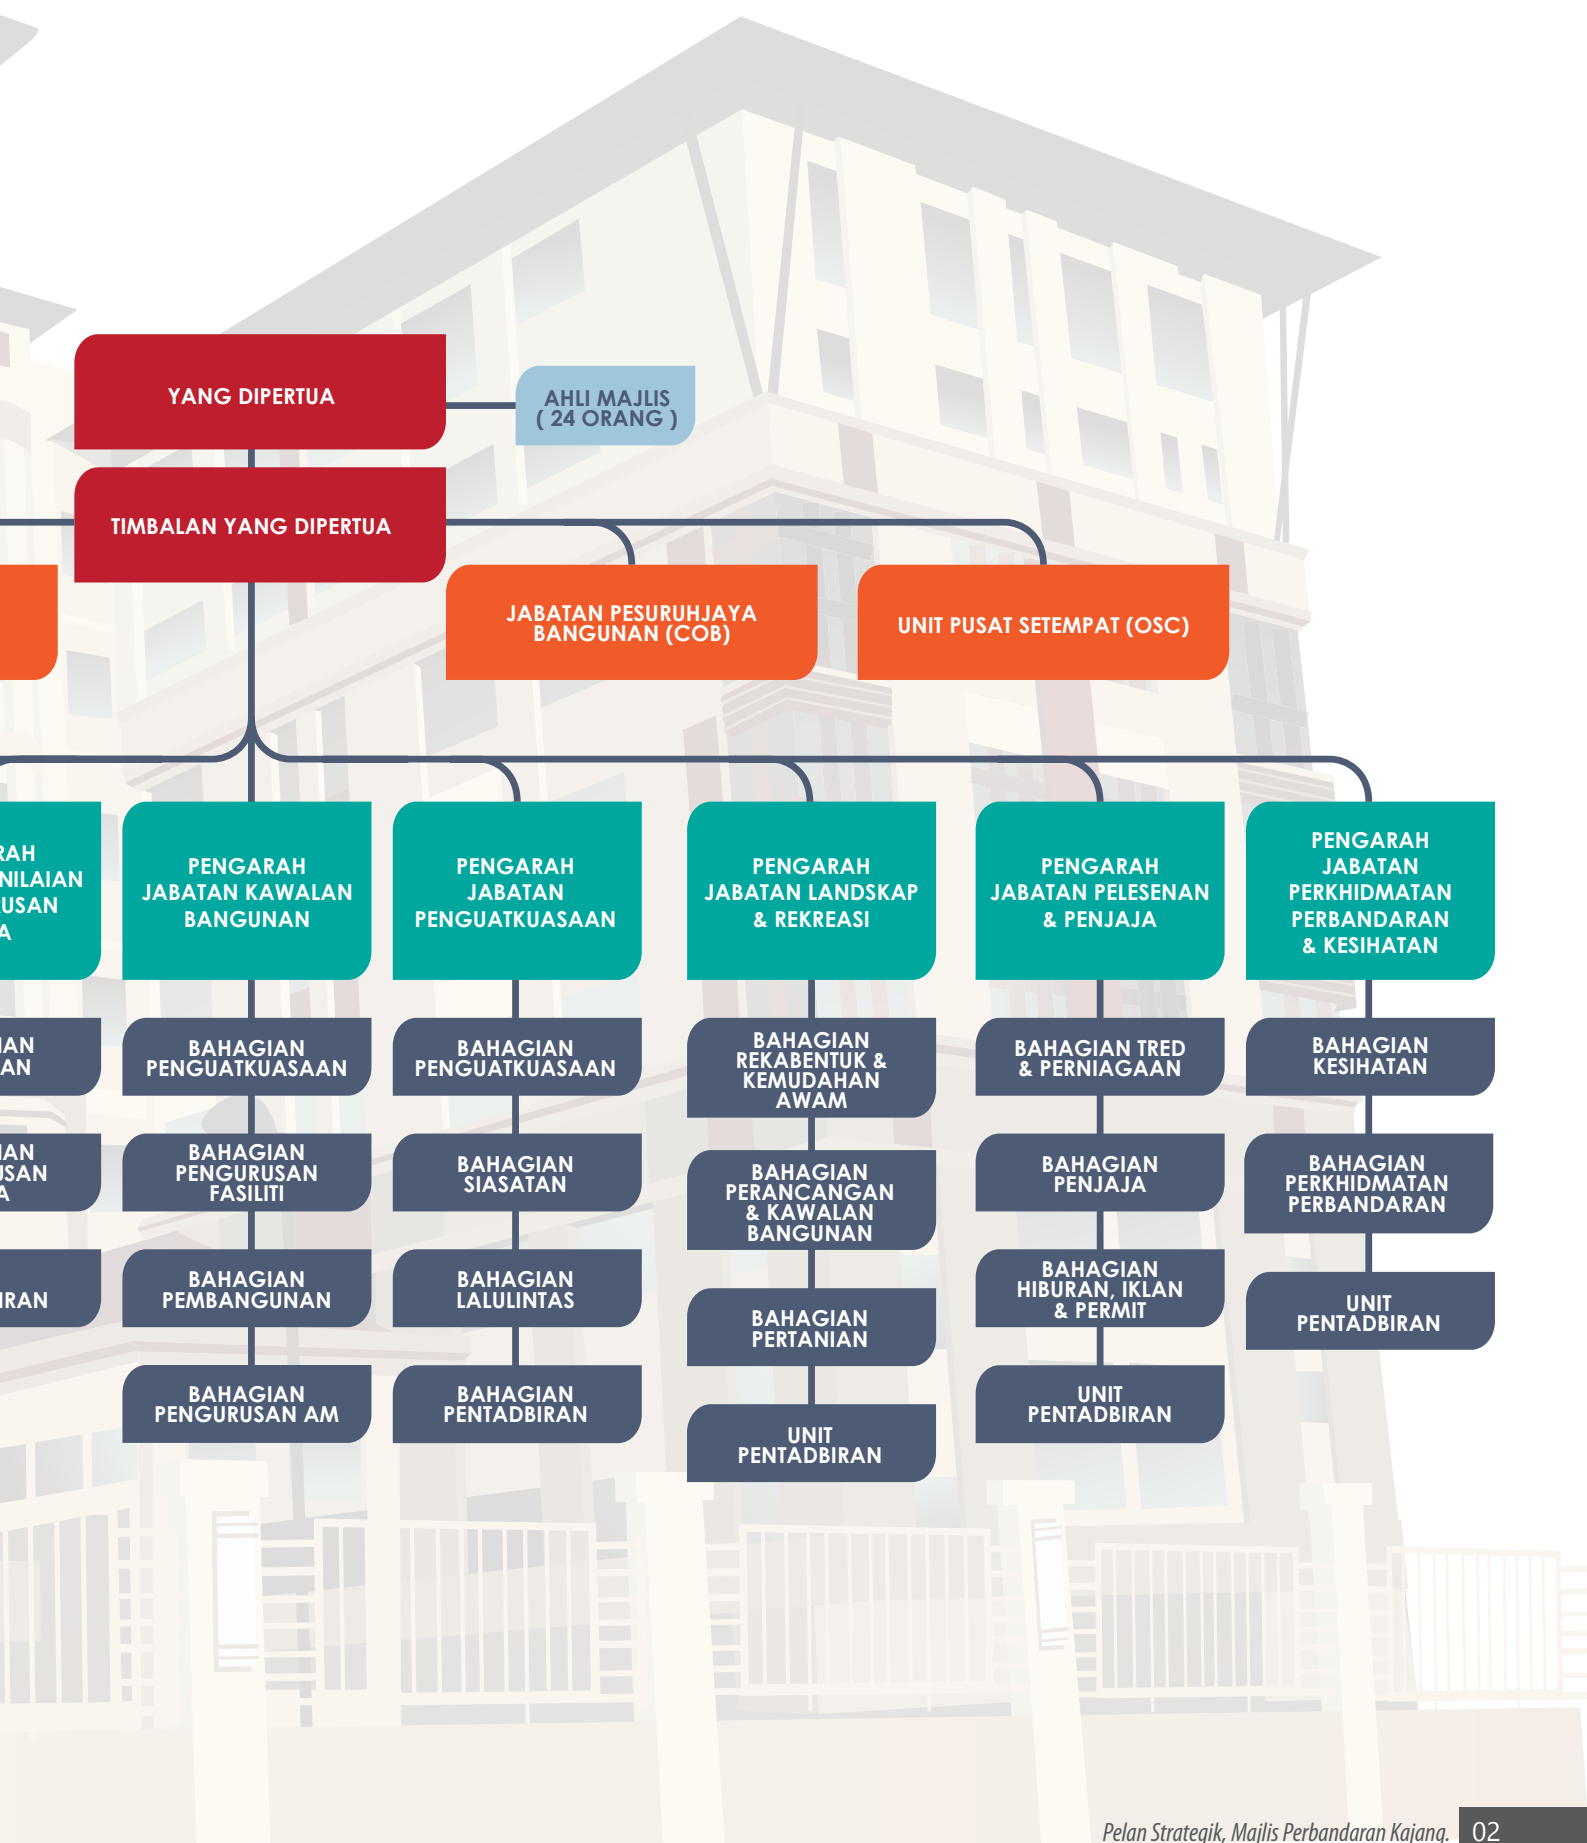 YANG DIPERTUA
AHLI MAJLIS
( 24 ORANG )
TIMBALAN YANG DIPERTUA
JABATAN PESURUHJAYA
BANGUNAN (COB)
UNIT PUSAT SETEMPAT (OSC)
PENGARAH
JABATAN KAWALAN
BANGUNAN
PENGARAH
JABATAN
PENGUATKUASAAN
PENGARAH
JABATAN LANDSKAP
& REKREASI
PENGARAH
JABATAN PELESENAN
& PENJAJA
PENGARAH
JABATAN
PERKHIDMATAN
PERBANDARAN
& KESIHATAN
BAHAGIAN
PENGUATKUASAAN
BAHAGIAN
PENGURUSAN
FASILITI
BAHAGIAN
PEMBANGUNAN
BAHAGIAN
PENGURUSAN AM
BAHAGIAN
PENGUATKUASAAN
BAHAGIAN
SIASATAN
BAHAGIAN
LALULINTAS
BAHAGIAN
PENTADBIRAN
BAHAGIAN
REKABENTUK &
KEMUDAHAN
AWAM
BAHAGIAN
PERANCANGAN
& KAWALAN
BANGUNAN
BAHAGIAN
PERTANIAN
UNIT
PENTADBIRAN
BAHAGIAN TRED
& PERNIAGAAN
BAHAGIAN
PENJAJA
BAHAGIAN
HIBURAN, IKLAN
& PERMIT
UNIT
PENTADBIRAN
BAHAGIAN
KESIHATAN
BAHAGIAN
PERKHIDMATAN
PERBANDARAN
UNIT
PENTADBIRAN
Pelan Strategik, Majlis Perbandaran Kajang. 02